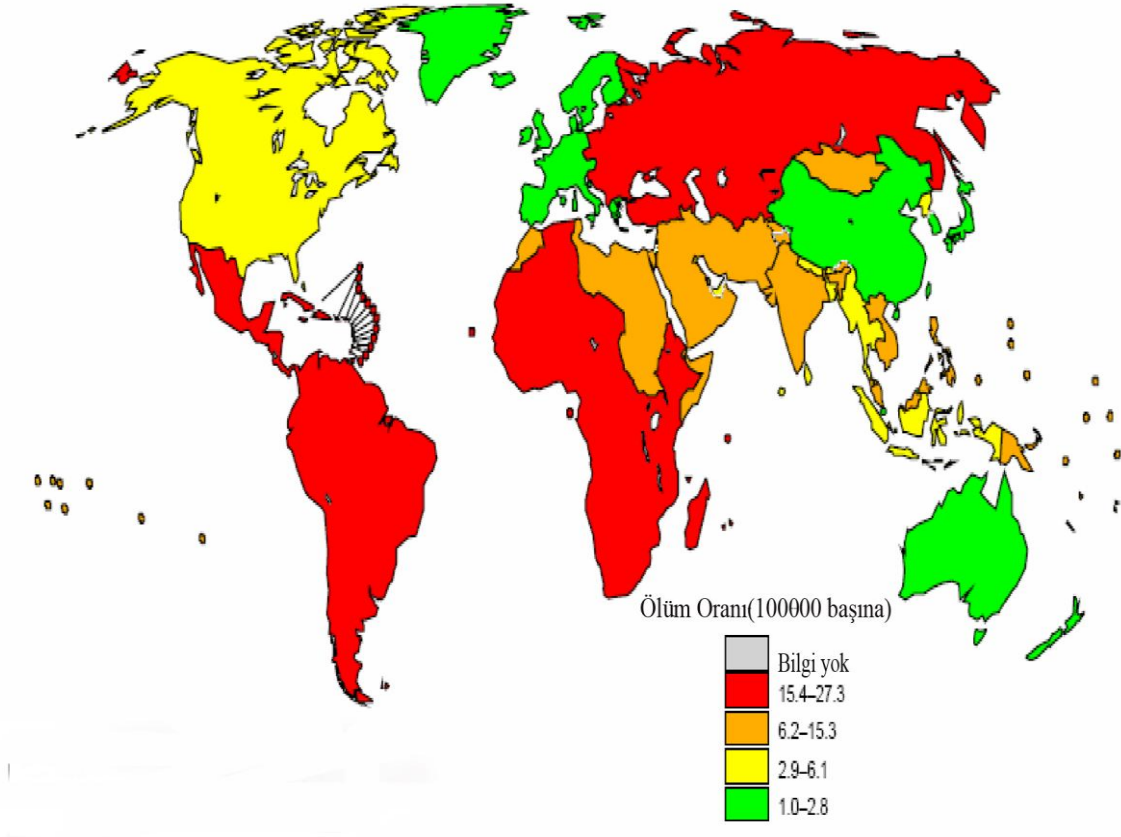 Ölüm Oranı(100000 başına)
Bilgi yok
15.4–27.3
6.2–15.3
2.9–6.1
1.0–2.8